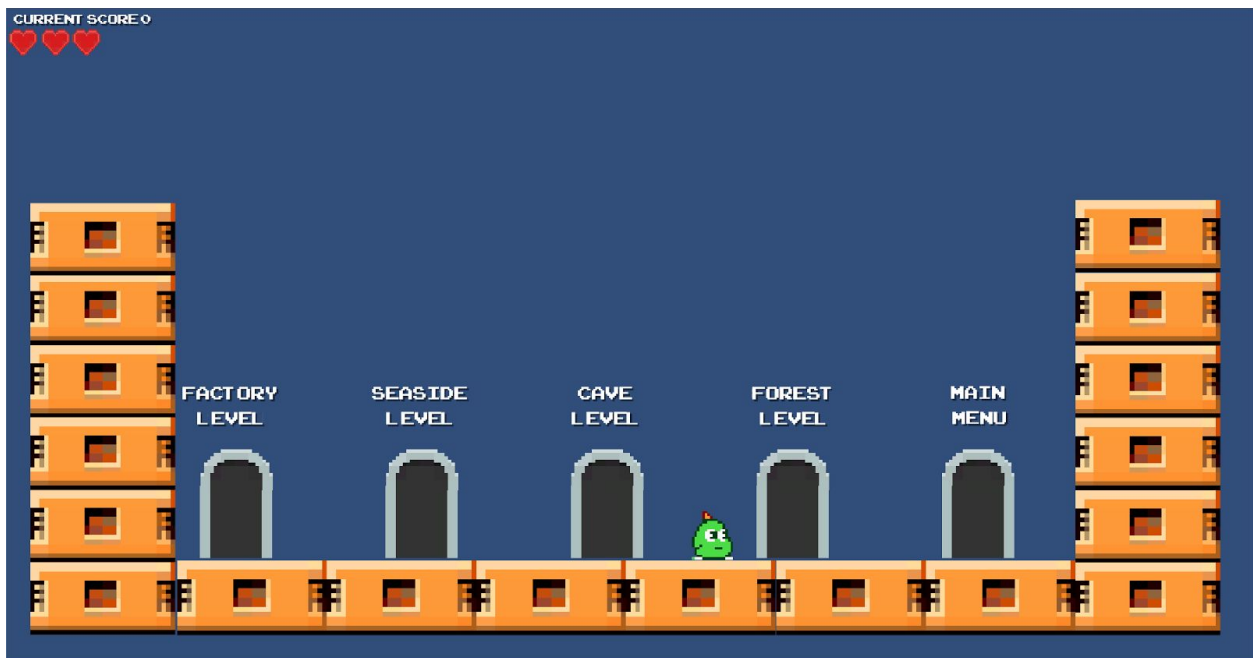 CURRENT SCORE 0
FACTORY LEVEL
SEASIDE LEVEL
CAVE LEVEL
FOREST LEVEL
MAIN MENU